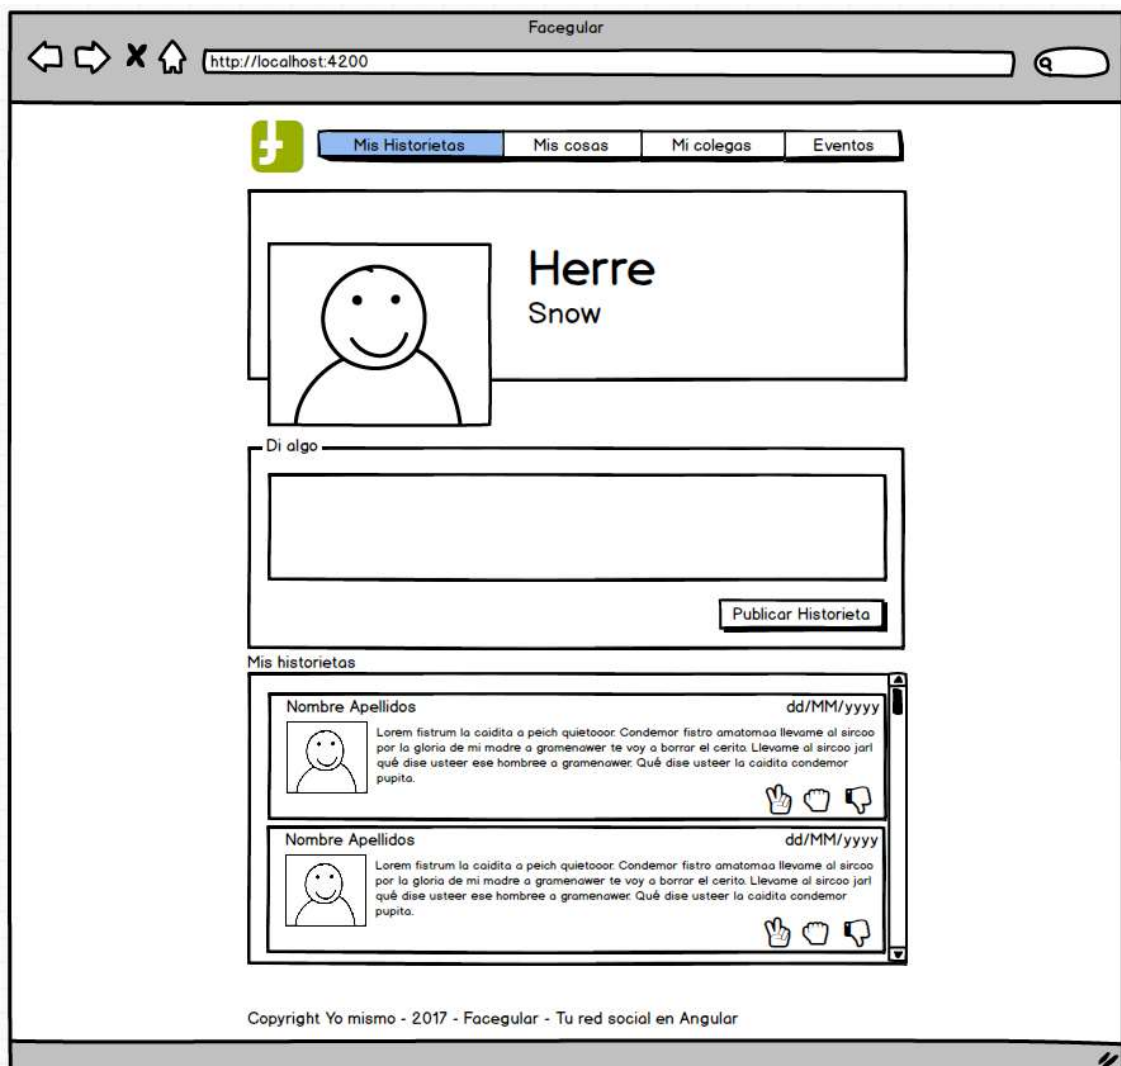 Facegular
http://localhost:4200
Mis Historietas Mis cosas Mi colegas Eventos
Herre
Snow
Di algo
Publicar Historieta
Mis historietas
Nombre Apellidos dd/MM/yyyy
Lorem fistrum la caidita a peich quietooor. Condemor fistro amatomaa llevame al sircoo
por la gloria de mi madre a gramenawer te voy a borrar el cerito. Llevame al sircoo jarl
qué dise usteer ese hombree a gramenawer. Qué dise usteer la caidita condemor
pupita.
Nombre Apellidos dd/MM/yyyy
Lorem fistrum la caidita a peich quietooor. Condemor fistro amatomaa llevame al sircoo
por la gloria de mi madre a gramenawer te voy a borrar el cerito. Llevame al sircoo jarl
qué dise usteer ese hombree a gramenawer. Qué dise usteer la caidita condemor
pupita.
Copyright Yo mismo - 2017 - Facegular - Tu red social en Angular